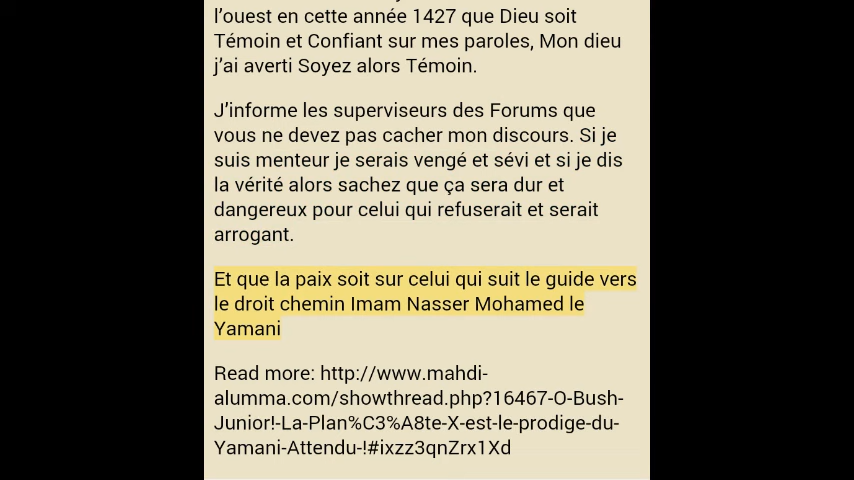 l’ouest en cette année 1427 que Dieu soit
Témoin et Confiant sur mes paroles, Mon dieu
j’ai averti Soyez alors Témoin.
J’informe les superviseurs des Forums que
vous ne devez pas cacher mon discours. Si je
suis menteur je serais vengé et sévi et si je dis
la vérité alors sachez que ça sera dur et
dangereux pour celui qui refuserait et serait
arrogant.
Et que la paix soit sur celui qui suit le guide vers
le droit chemin Imam Nasser Mohamed le
Yamani
Read more: http://www.mahdi-
alumma.com/showthread.php?16467-O-Bush-
Junior!-La-Plan%C3%A8te-X-est-le-prodige-du-
Yamani-Attendu-!#ixzz3qnZrx1Xd